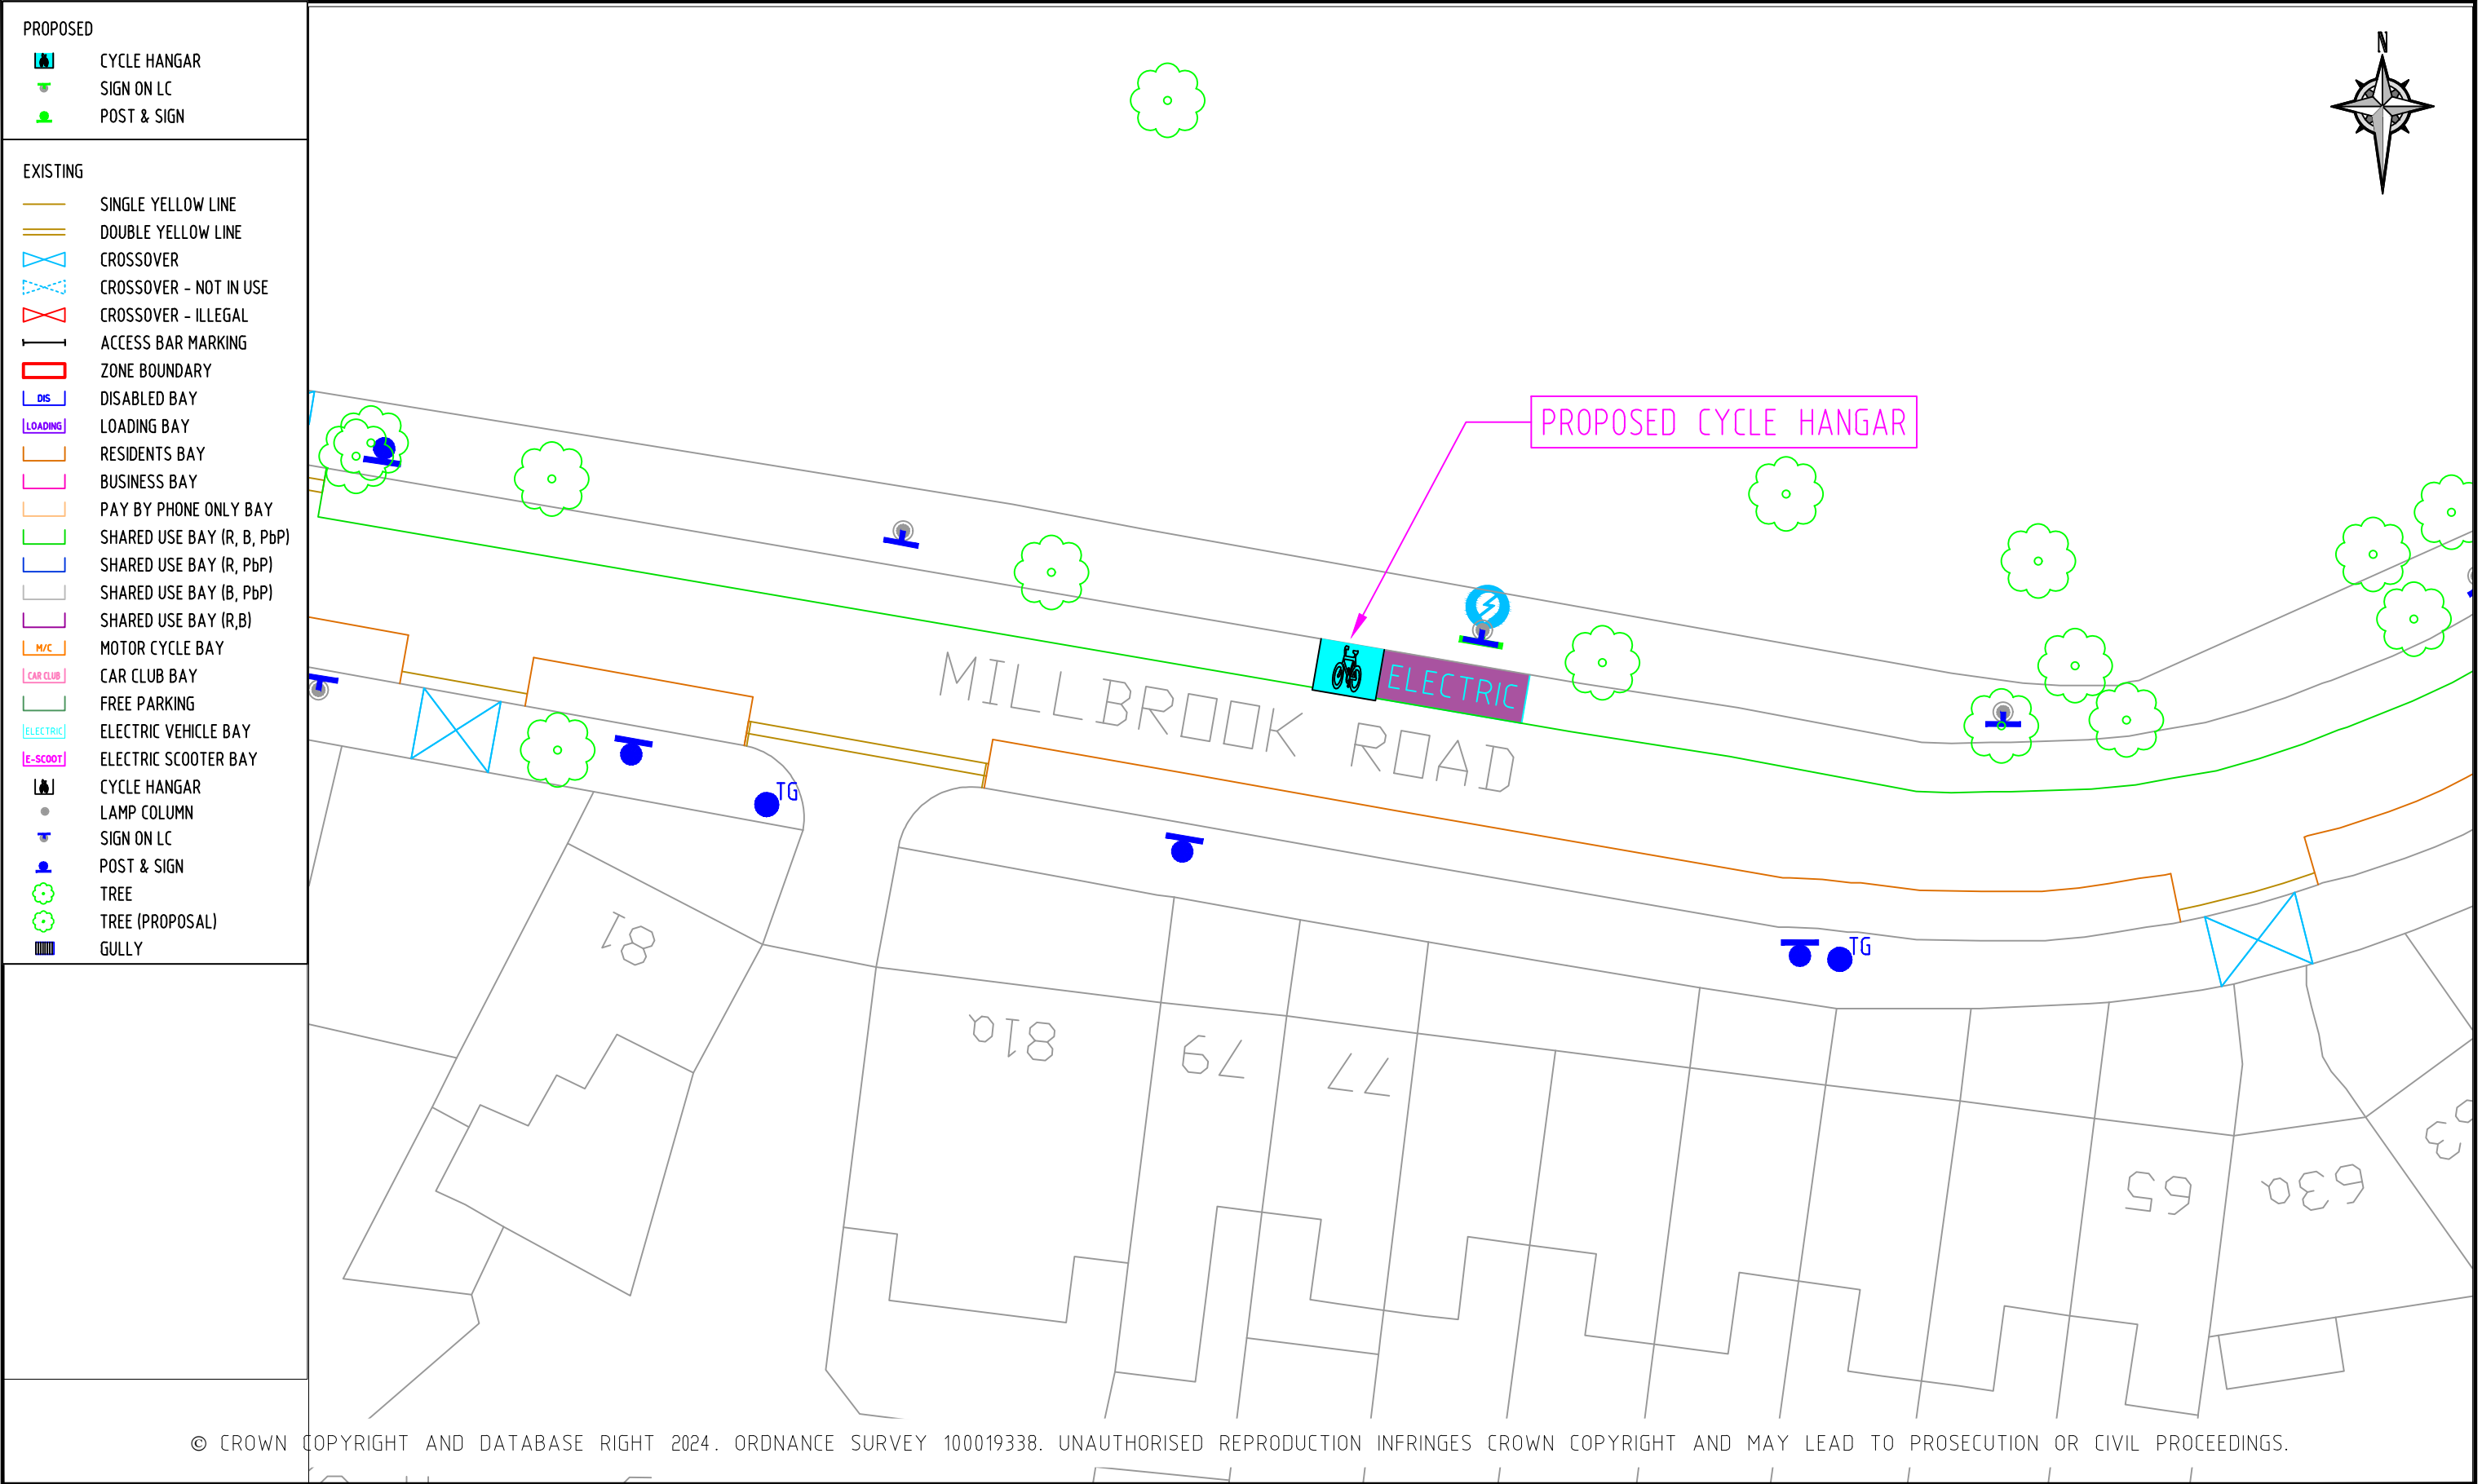 PROPOSED
CYCLE HANGAR
SIGN ON LC
POST & SIGN
EXISTING
SINGLE YELLOW LINE
DOUBLE YELLOW LINE
CROSSOVER
CROSSOVER - NOT IN USE
CROSSOVER - ILLEGAL
ACCESS BAR MARKING
ZONE BOUNDARY
DIS DISABLED BAY
LOADING LOADING BAY
RESIDENTS BAY
BUSINESS BAY
PAY BY PHONE ONLY BAY
SHARED USE BAY (R, B, PbP)
SHARED USE BAY (R, PbP)
SHARED USE BAY (B, PbP)
SHARED USE BAY (R,B)
M/C MOTOR CYCLE BAY
CAR CLUB CAR CLUB BAY
FREE PARKING
ELECTRIC ELECTRIC VEHICLE BAY
E-SCOOT ELECTRIC SCOOTER BAY
CYCLE HANGAR
LAMP COLUMN
SIGN ON LC
POST & SIGN
TREE
TREE (PROPOSAL)
GULLY
N
PROPOSED CYCLE HANGAR
ELECTRIC
MILLBROOK ROAD
TG
TG
81
81a
79
77
65
63a
© CROWN COPYRIGHT AND DATABASE RIGHT 2024. ORDNANCE SURVEY 100019338. UNAUTHORISED REPRODUCTION INFRINGES CROWN COPYRIGHT AND MAY LEAD TO PROSECUTION OR CIVIL PROCEEDINGS.